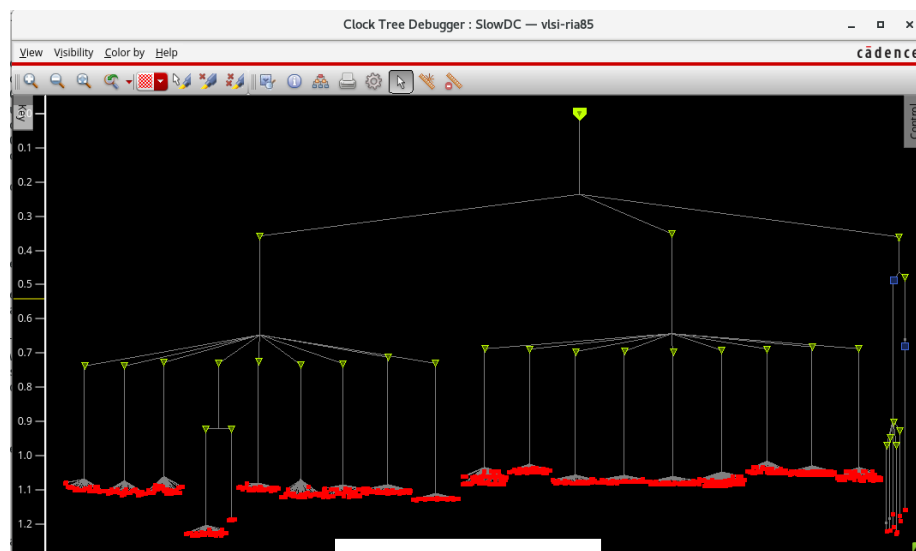 Clock Tree Debugger : SlowDC — vlsi-ria85
View Visibility Color by Help
cādence
Key
Control
0.1
0.2
0.3
0.4
0.5
0.6
0.7
0.8
0.9
1.0
1.1
1.2